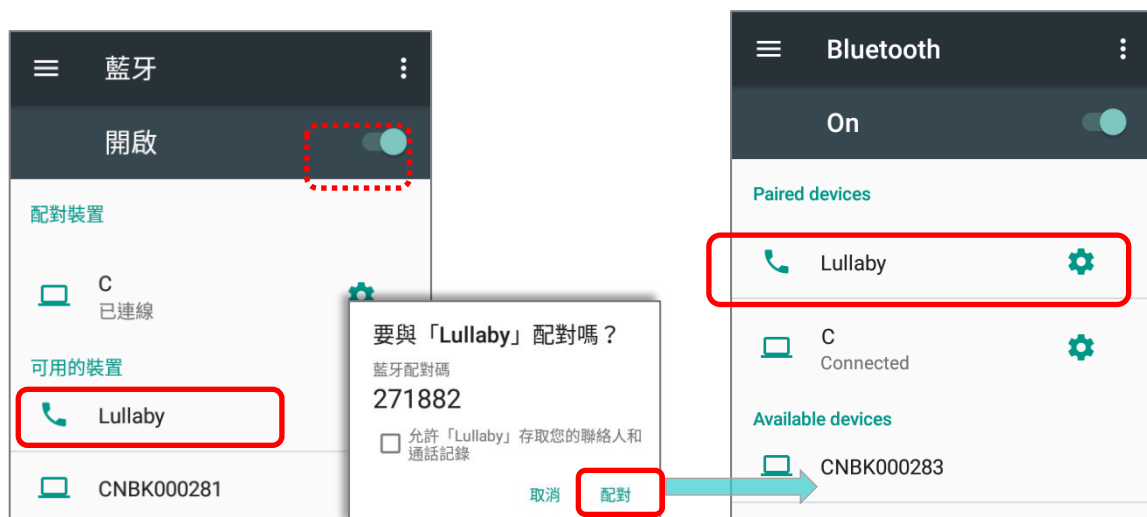 藍牙
開啟
配對裝置
C
已連線
可用的裝置
Lullaby
CNBK000281
要與「Lullaby」配對嗎？
藍牙配對碼
271882
允許「Lullaby」存取您的聯絡人和
通話記錄
取消
配對
Bluetooth
On
Paired devices
Lullaby
C
Connected
Available devices
CNBK000283